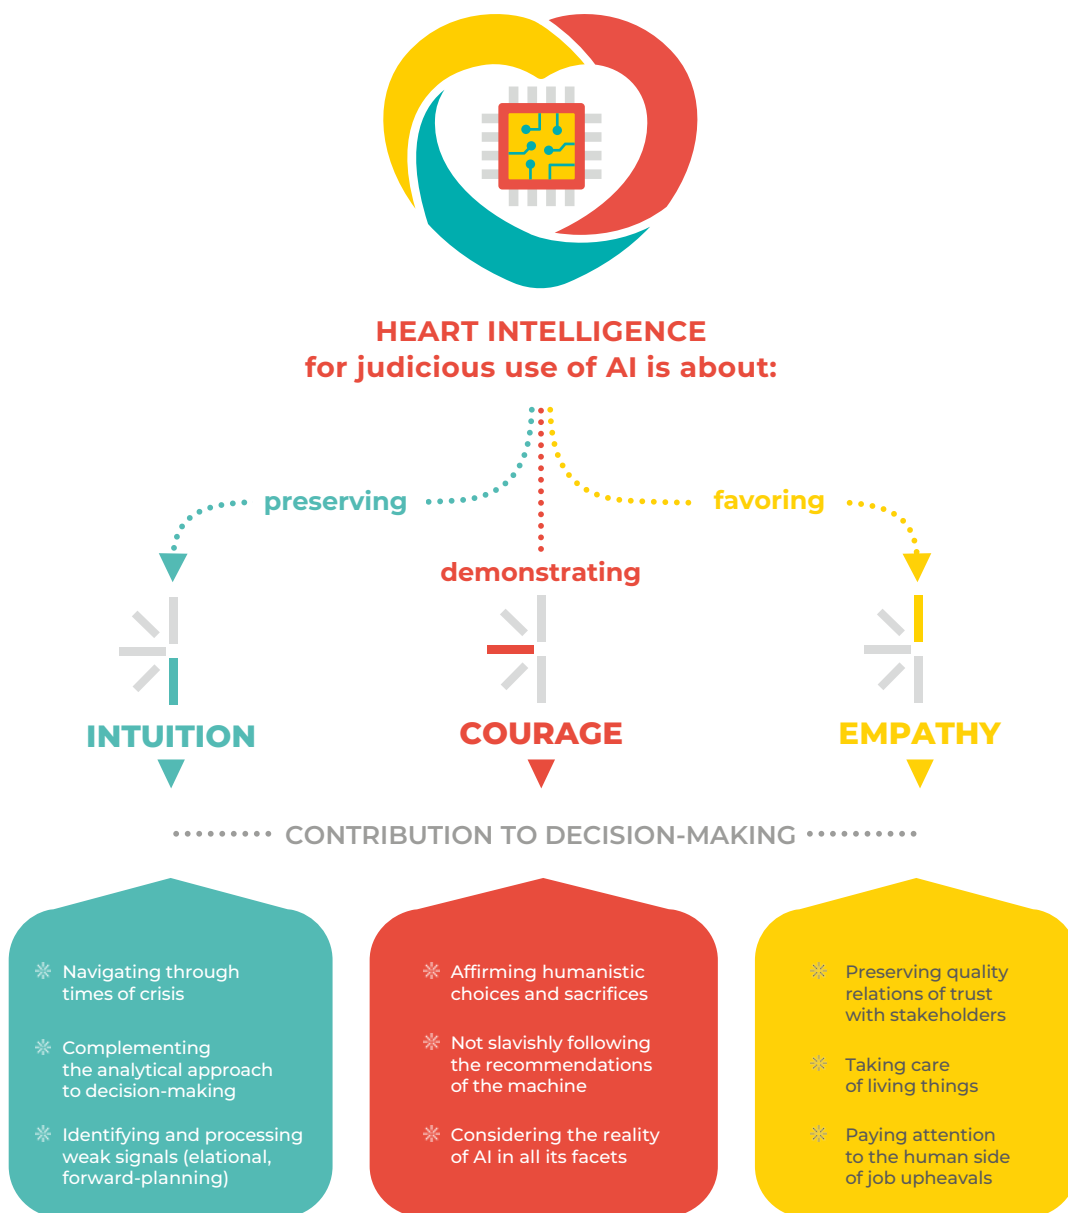 HEART INTELLIGENCE
for judicious use of AI is about:
preserving
favoring
demonstrating
INTUITION
COURAGE
EMPATHY
CONTRIBUTION TO DECISION-MAKING
Navigating through
times of crisis
Complementing
the analytical approach
to decision-making
Identifying and processing
weak signals (elational,
forward-planning)
Affirming humanistic
choices and sacrifices
Not slavishly following
the recommendations
of the machine
Considering the reality
of AI in all its facets
Preserving quality
relations of trust
with stakeholders
Taking care
of living things
Paying attention
to the human side
of job upheavals